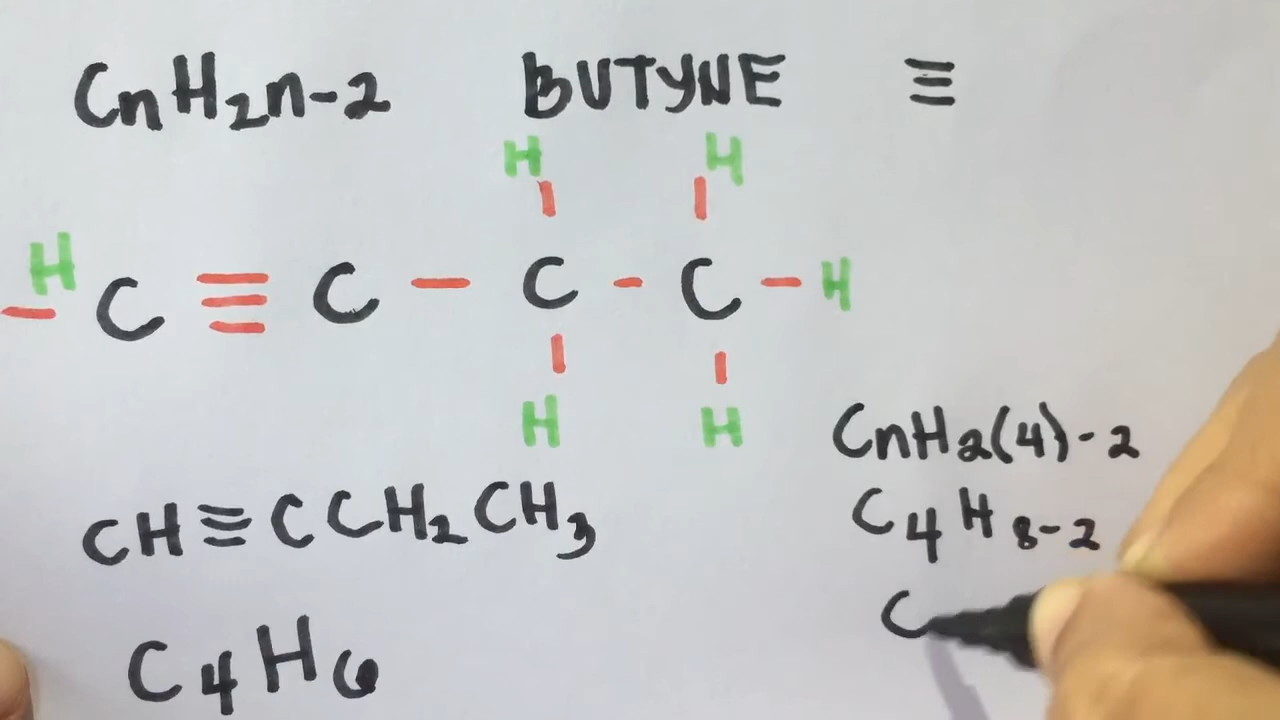 CnH2n-2 BUTYNE ≡
H H
H
- C ≡ C - C - C - H
H H
CH≡CCH2CH3
C4H6
CnH2(4)-2
C4H8-2
C